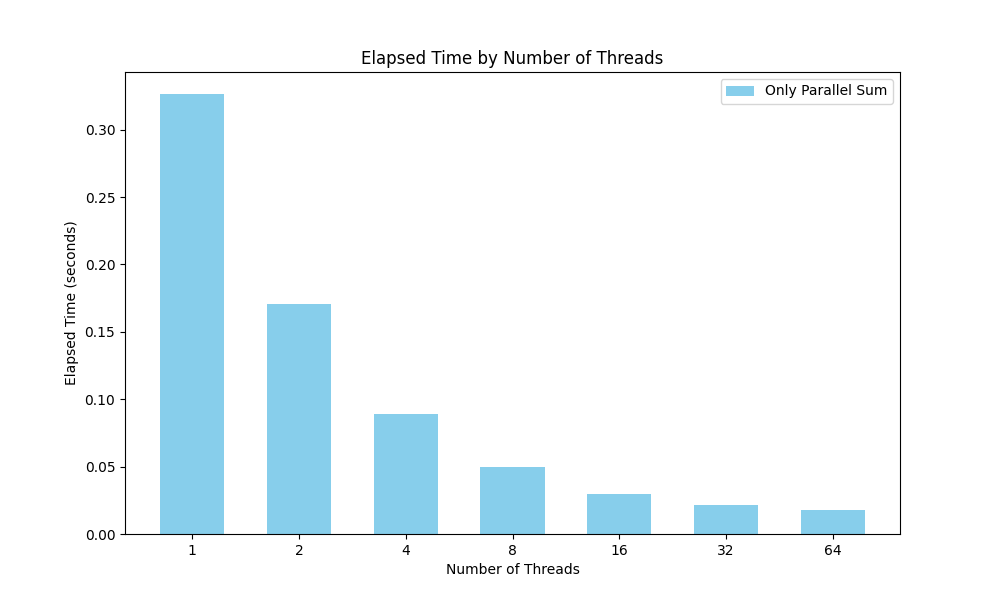 Elapsed Time by Number of Threads
Only Parallel Sum
Elapsed Time (seconds)
0.30
0.25
0.20
0.15
0.10
0.05
0.00
1 2 4 8 16 32 64
Number of Threads